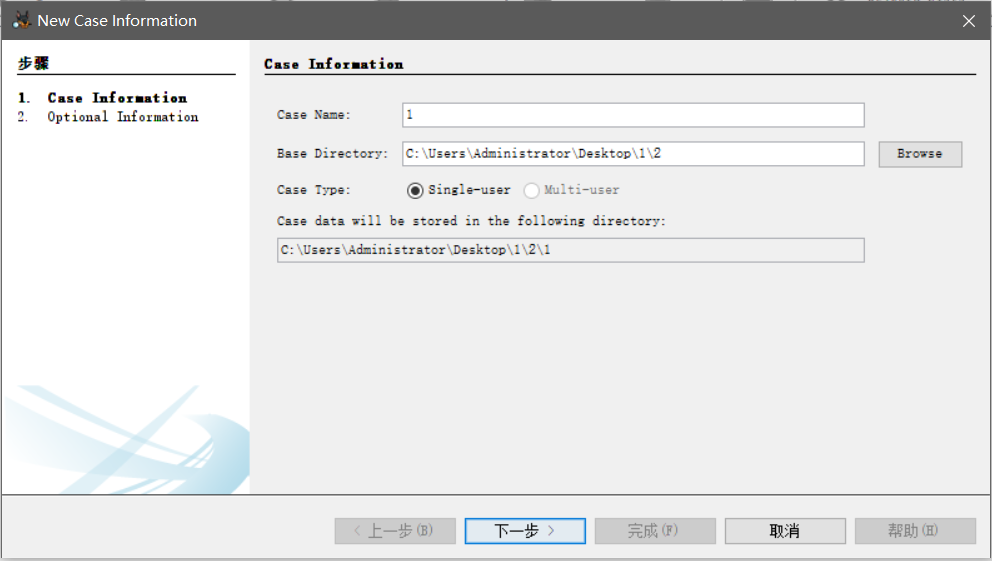 New Case Information
步骤
1. Case Information
2. Optional Information
Case Information
Case Name: 1
Base Directory: C:\Users\Administrator\Desktop\1\2 Browse
Case Type: Single-user Multi-user
Case data will be stored in the following directory:
C:\Users\Administrator\Desktop\1\2\1
< 上一步(B) 下一步 > 完成(F) 取消 帮助(H)